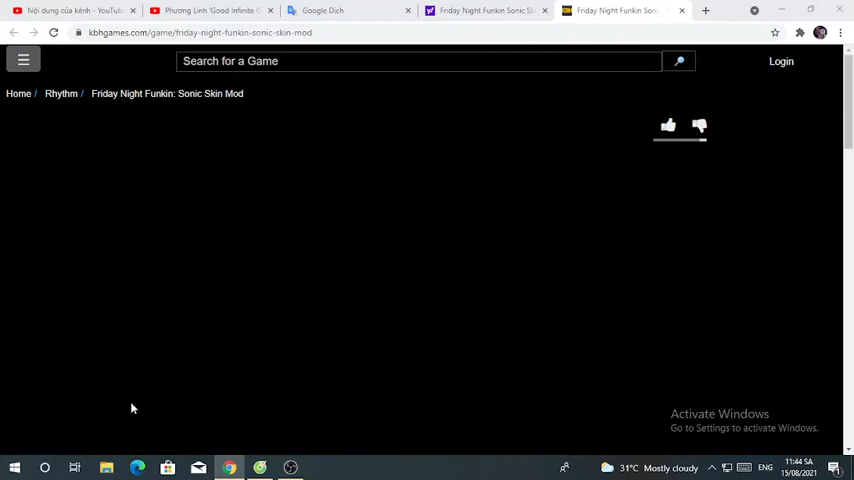 Nội dung của kênh - YouTube
Phương Linh 'Good Infinite G
Google Dịch
Friday Night Funkin Sonic Sk
Friday Night Funkin Son
kbhgames.com/game/friday-night-funkin-sonic-skin-mod
Search for a Game
Login
Home / Rhythm / Friday Night Funkin: Sonic Skin Mod
Activate Windows
Go to Settings to activate Windows.
31°C Mostly cloudy
ENG
11:44 SA
15/08/2021